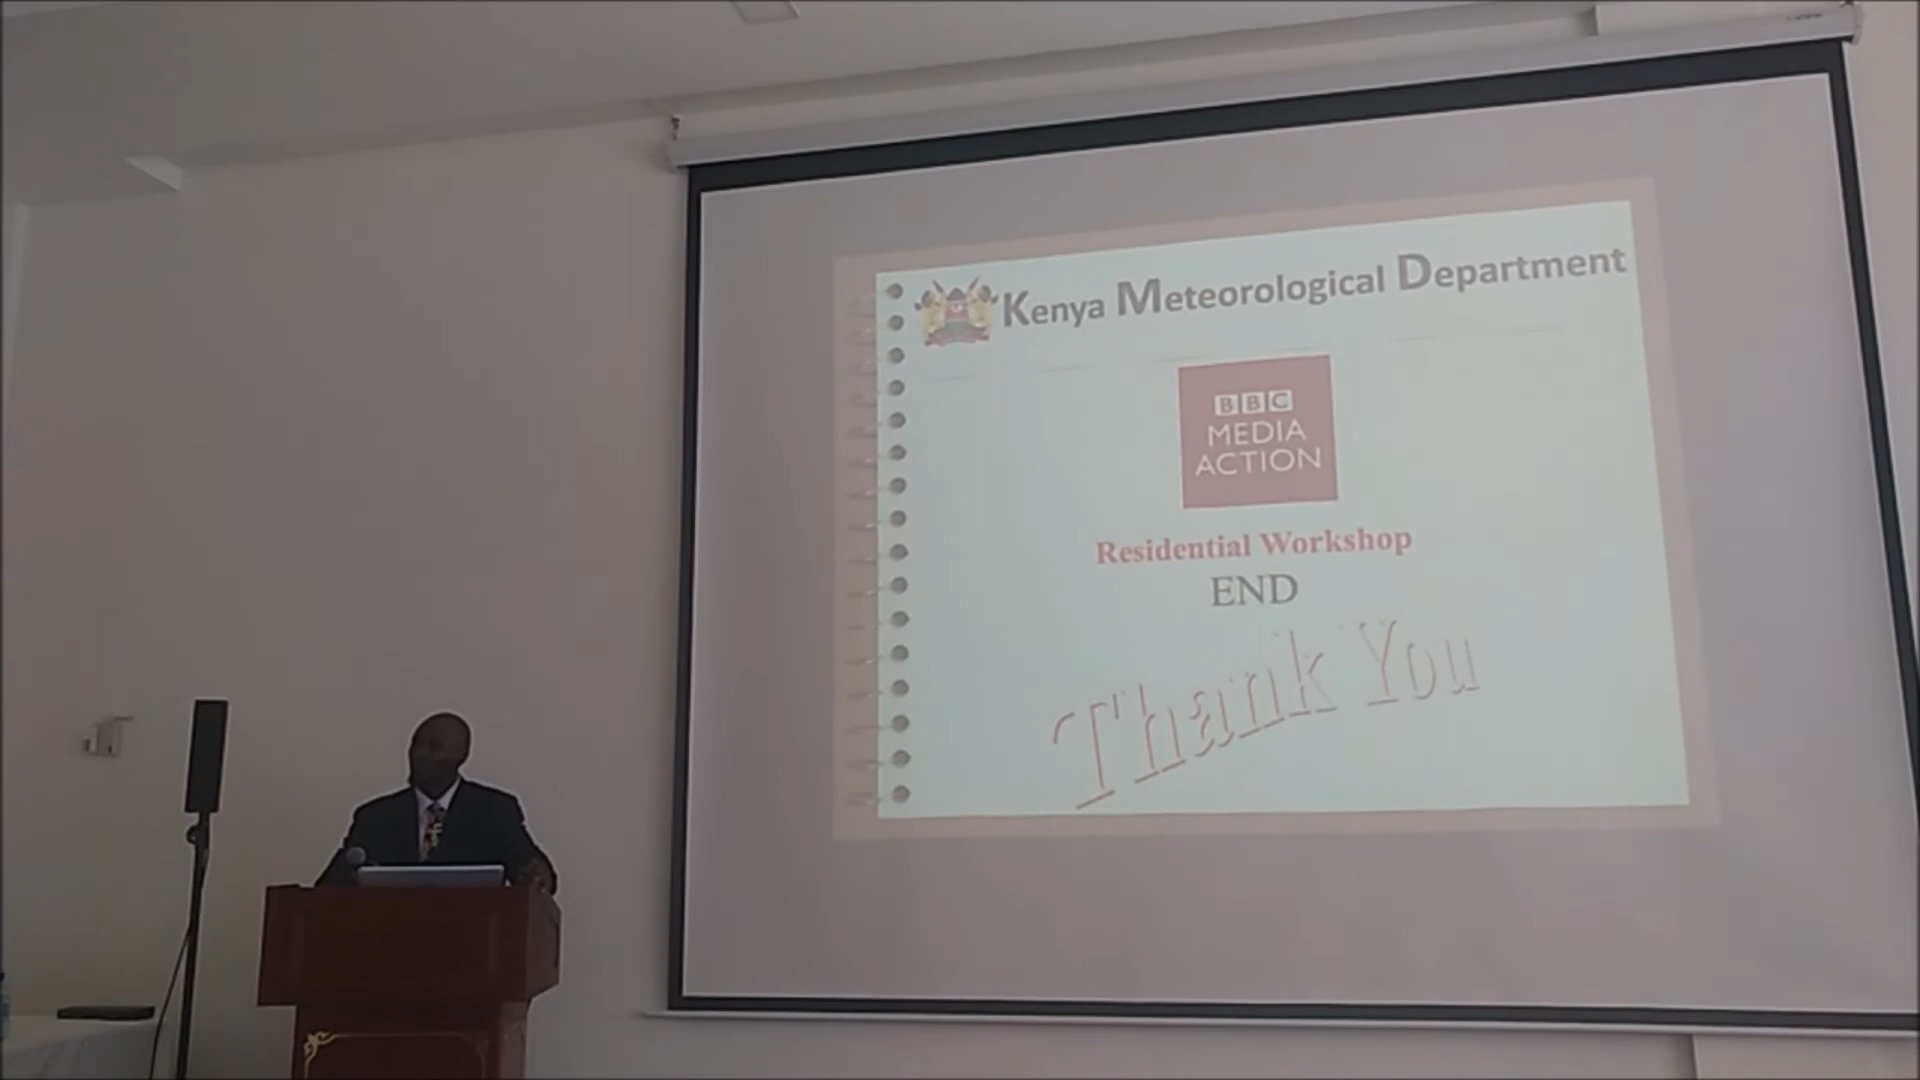 Kenya Meteorological Department
BBC
MEDIA
ACTION
Residential Workshop
END
Thank You